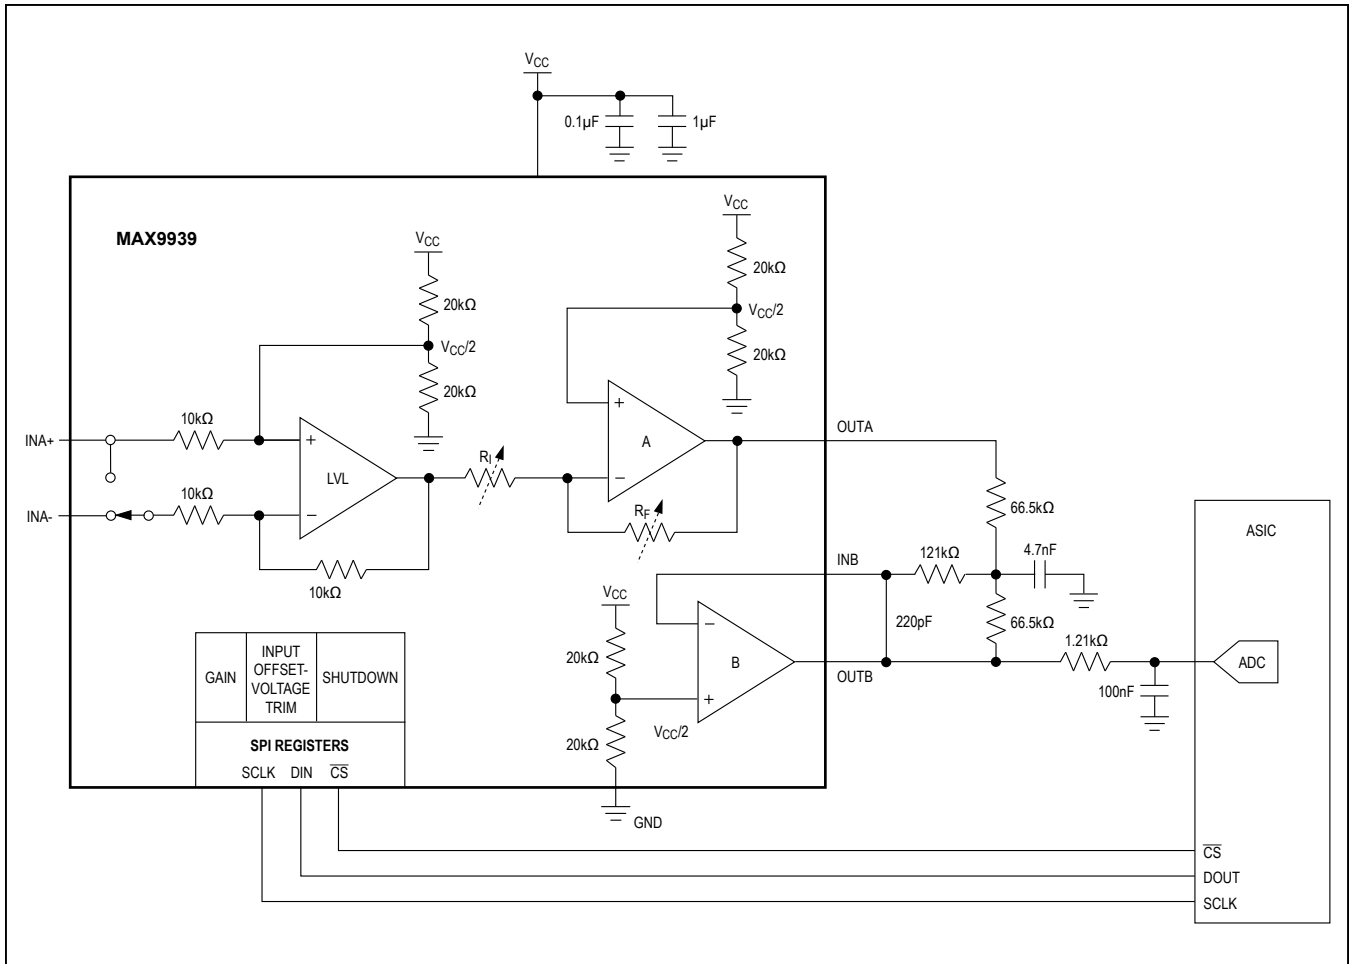 VCC
0.1µF
1µF
MAX9939
VCC
20kΩ
VCC/2
20kΩ
VCC
20kΩ
VCC/2
20kΩ
INA+
10kΩ
+
LVL
−
INA-
10kΩ
10kΩ
RI
+
A
−
RF
OUTA
66.5kΩ
ASIC
INB
121kΩ
4.7nF
66.5kΩ
220pF
VCC
20kΩ
−
B
+
OUTB
1.21kΩ
ADC
100nF
VCC/2
20kΩ
GND
GAIN
INPUT
OFFSET-
VOLTAGE
TRIM
SHUTDOWN
SPI REGISTERS
SCLK DIN C̅S̅
C̅S̅
DOUT
SCLK